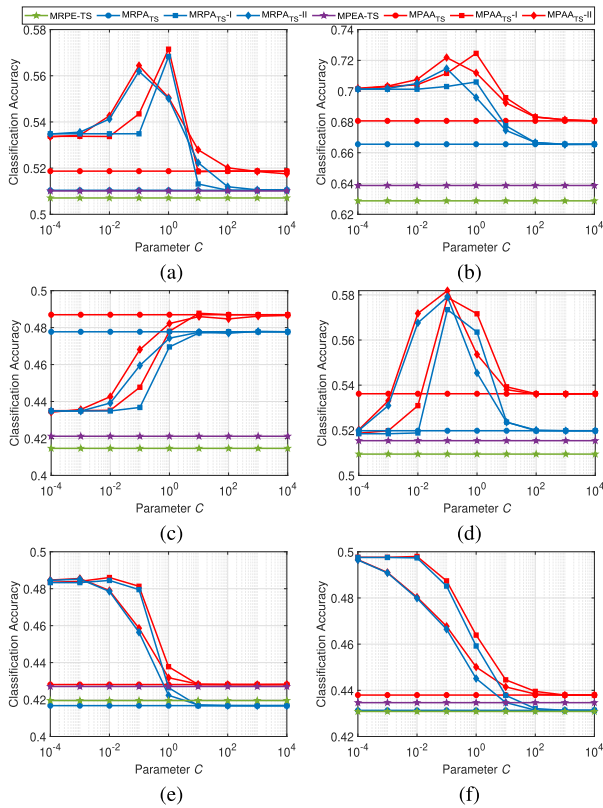 MRPE-TS MRPA_TS MRPA_TS-I MRPA_TS-II MPEA-TS MPAA_TS MPAA_TS-I MPAA_TS-II
0.58
0.56
0.54
0.52
0.5
Classification Accuracy
10^-4 10^-2 10^0 10^2 10^4
Parameter C
(a)
0.74
0.72
0.7
0.68
0.66
0.64
0.62
Classification Accuracy
10^-4 10^-2 10^0 10^2 10^4
Parameter C
(b)
0.5
0.48
0.46
0.44
0.42
0.4
Classification Accuracy
10^-4 10^-2 10^0 10^2 10^4
Parameter C
(c)
0.58
0.56
0.54
0.52
0.5
Classification Accuracy
10^-4 10^-2 10^0 10^2 10^4
Parameter C
(d)
0.5
0.48
0.46
0.44
0.42
0.4
Classification Accuracy
10^-4 10^-2 10^0 10^2 10^4
Parameter C
(e)
0.5
0.48
0.46
0.44
0.42
Classification Accuracy
10^-4 10^-2 10^0 10^2 10^4
Parameter C
(f)